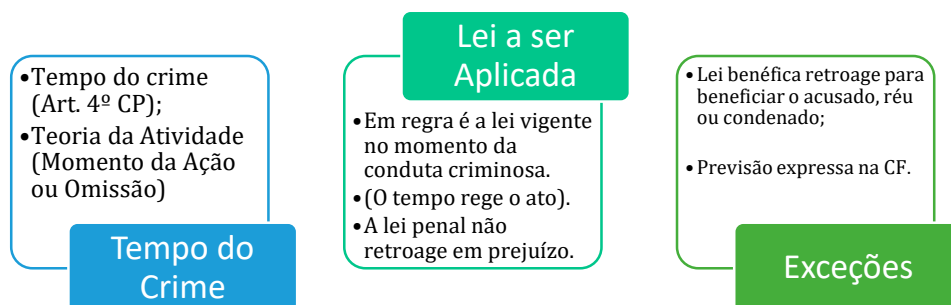 •Tempo do crime
(Art. 4º CP);
•Teoria da Atividade
(Momento da Ação
ou Omissão)
Tempo do
Crime
Lei a ser
Aplicada
•Em regra é a lei vigente
no momento da
conduta criminosa.
•(O tempo rege o ato).
•A lei penal não
retroage em prejuízo.
•Lei benéfica retroage para
beneficiar o acusado, réu
ou condenado;
•Previsão expressa na CF.
Exceções